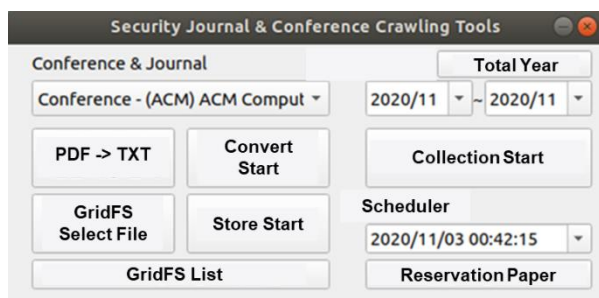 Security Journal & Conference Crawling Tools
Conference & Journal
Total Year
Conference - (ACM) ACM Comput
2020/11 ~ 2020/11
PDF -> TXT
Convert
Start
Collection Start
GridFS
Select File
Store Start
Scheduler
2020/11/03 00:42:15
GridFS List
Reservation Paper